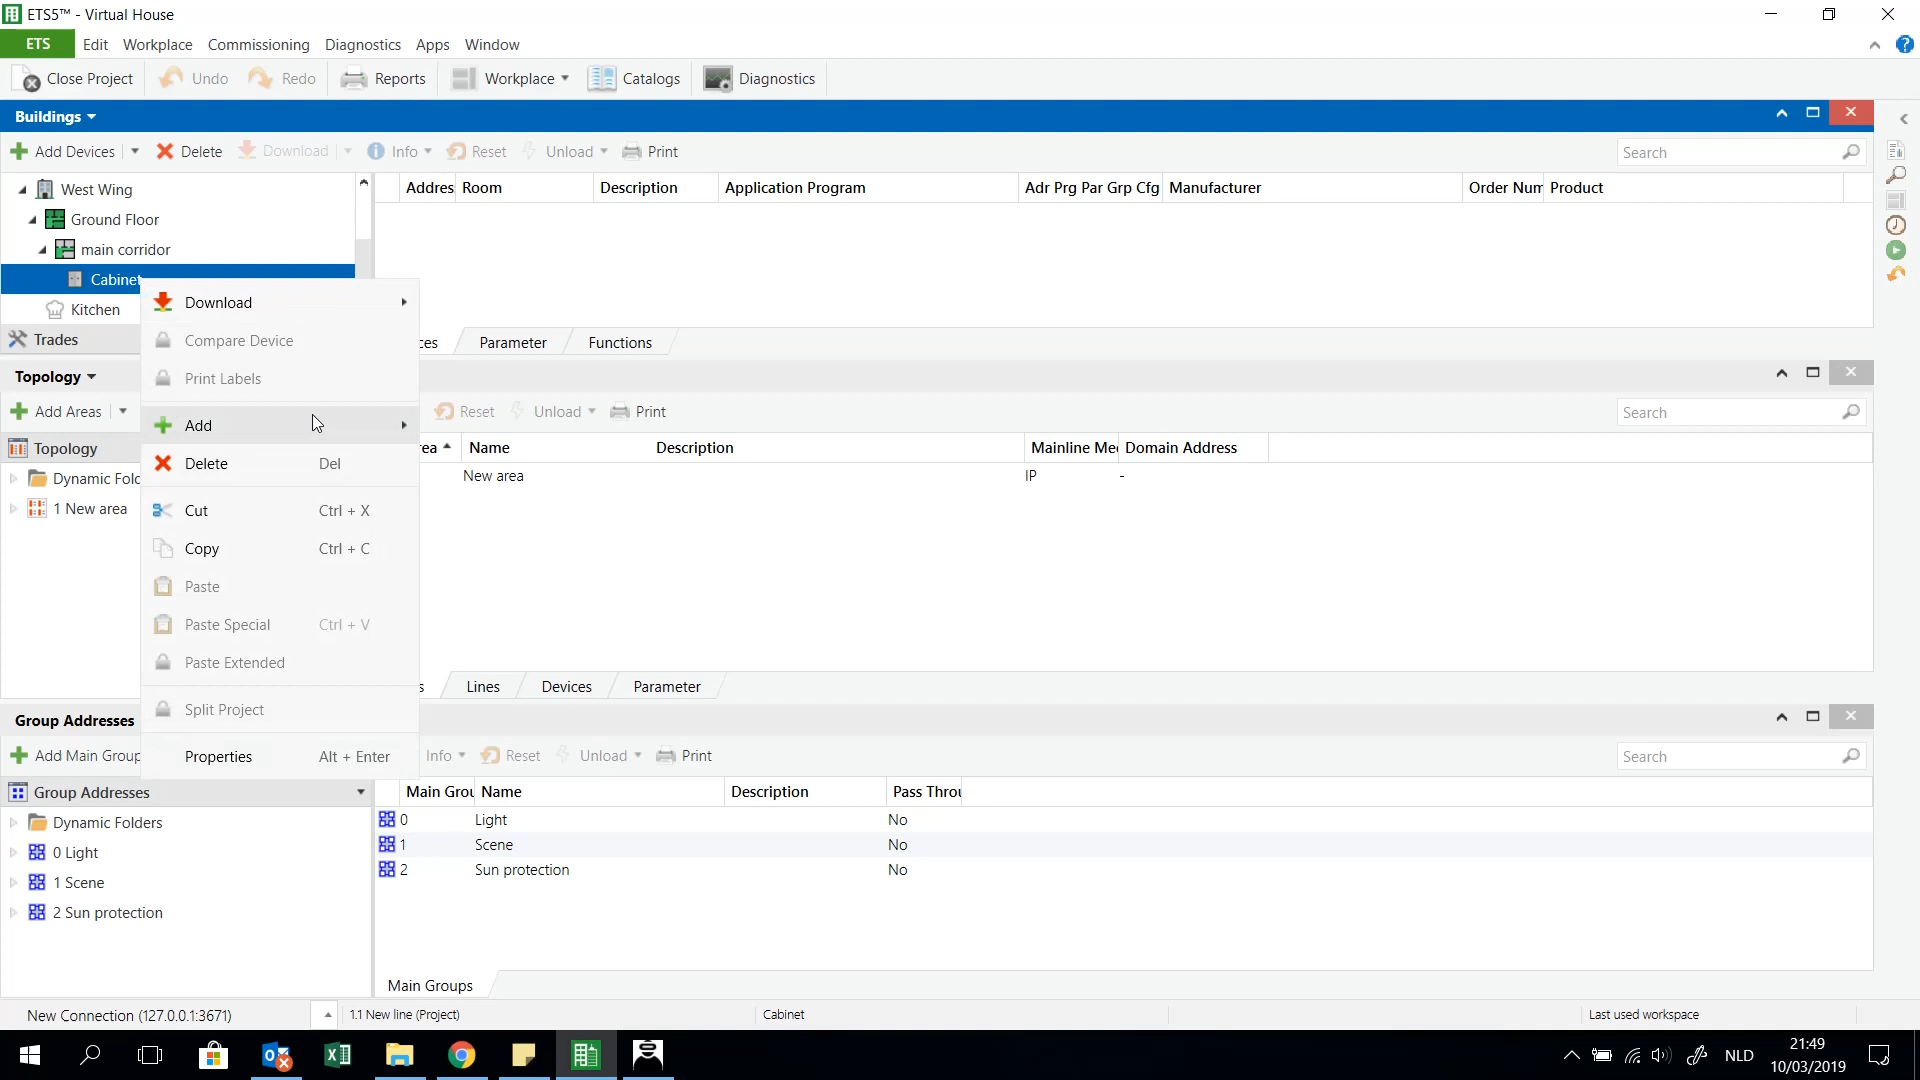 ETS5™ - Virtual House
ETS Edit Workplace Commissioning Diagnostics Apps Window
Close Project Undo Redo Reports Workplace Catalogs Diagnostics
Buildings
Add Devices Delete Download Info Reset Unload Print Search
West Wing
Ground Floor
main corridor
Cabinet
Kitchen
Trades
Addres Room Description Application Program Adr Prg Par Grp Cfg Manufacturer Order Num Product
Download
Compare Device
Print Labels
Add
Delete Del
Cut Ctrl + X
Copy Ctrl + C
Paste
Paste Special Ctrl + V
Paste Extended
Split Project
Properties Alt + Enter
ces Parameter Functions
Topology
Add Areas Reset Unload Print Search
Topology
Dynamic Fold
1 New area
ea Name Description Mainline Me Domain Address
New area IP -
s Lines Devices Parameter
Group Addresses
Add Main Group Info Reset Unload Print Search
Group Addresses
Dynamic Folders
0 Light
1 Scene
2 Sun protection
Main Grou Name Description Pass Throu
0 Light No
1 Scene No
2 Sun protection No
Main Groups
New Connection (127.0.0.1:3671) 1.1 New line (Project) Cabinet Last used workspace
NLD
21:49
10/03/2019